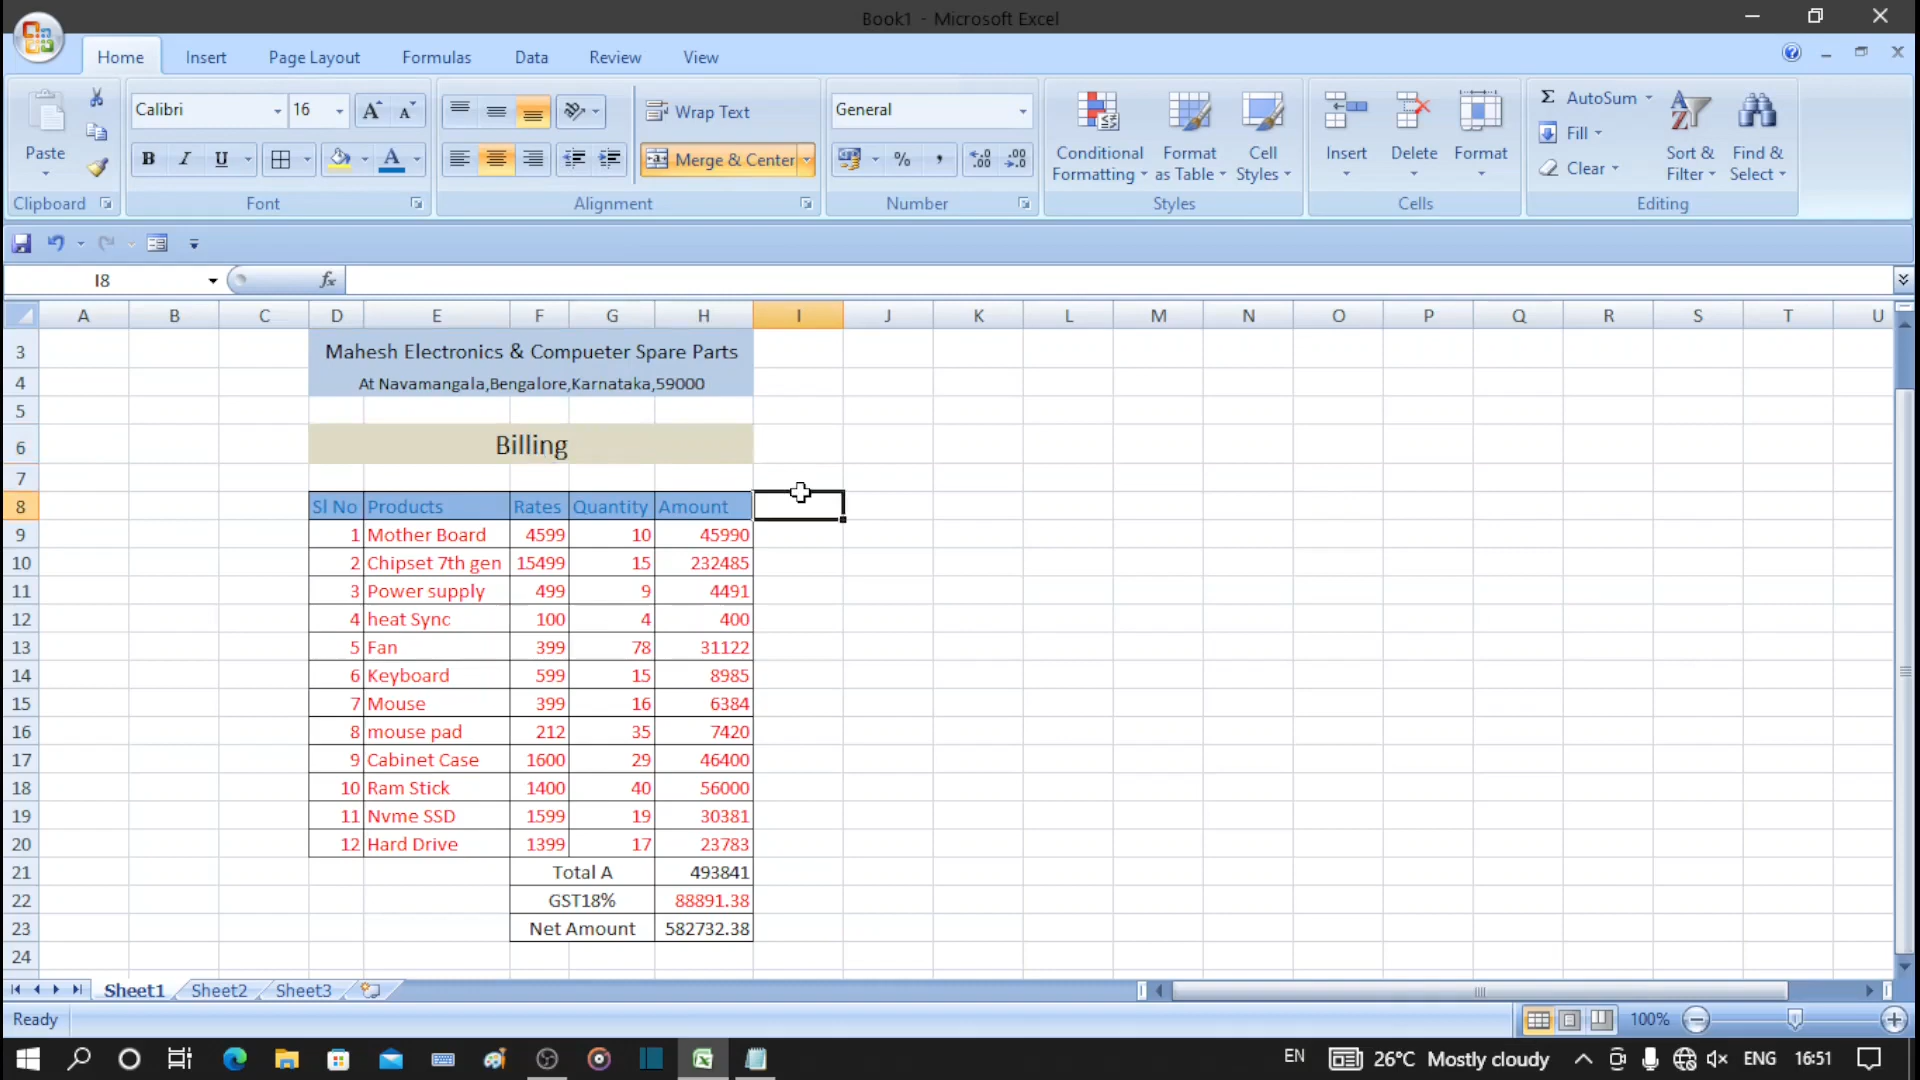 Book1 - Microsoft Excel
Home Insert Page Layout Formulas Data Review View
Paste
Clipboard
Calibri 16
B I U A
Font
Wrap Text
Merge & Center
Alignment
General
% ,
Number
Conditional Formatting
Format as Table
Cell Styles
Styles
Insert Delete Format
Cells
Σ AutoSum
Fill
Clear
Sort & Filter
Find & Select
Editing
I8 fx
A B C D E F G H I J K L M N O P Q R S T U
3 Mahesh Electronics & Compueter Spare Parts
4 At Navamangala,Bengalore,Karnataka,59000
5
6 Billing
7
8 Sl No Products Rates Quantity Amount
9 1 Mother Board 4599 10 45990
10 2 Chipset 7th gen 15499 15 232485
11 3 Power supply 499 9 4491
12 4 heat Sync 100 4 400
13 5 Fan 399 78 31122
14 6 Keyboard 599 15 8985
15 7 Mouse 399 16 6384
16 8 mouse pad 212 35 7420
17 9 Cabinet Case 1600 29 46400
18 10 Ram Stick 1400 40 56000
19 11 Nvme SSD 1599 19 30381
20 12 Hard Drive 1399 17 23783
21 Total A 493841
22 GST18% 88891.38
23 Net Amount 582732.38
24
Sheet1 Sheet2 Sheet3
Ready 100%
EN 26°C Mostly cloudy ENG 16:51